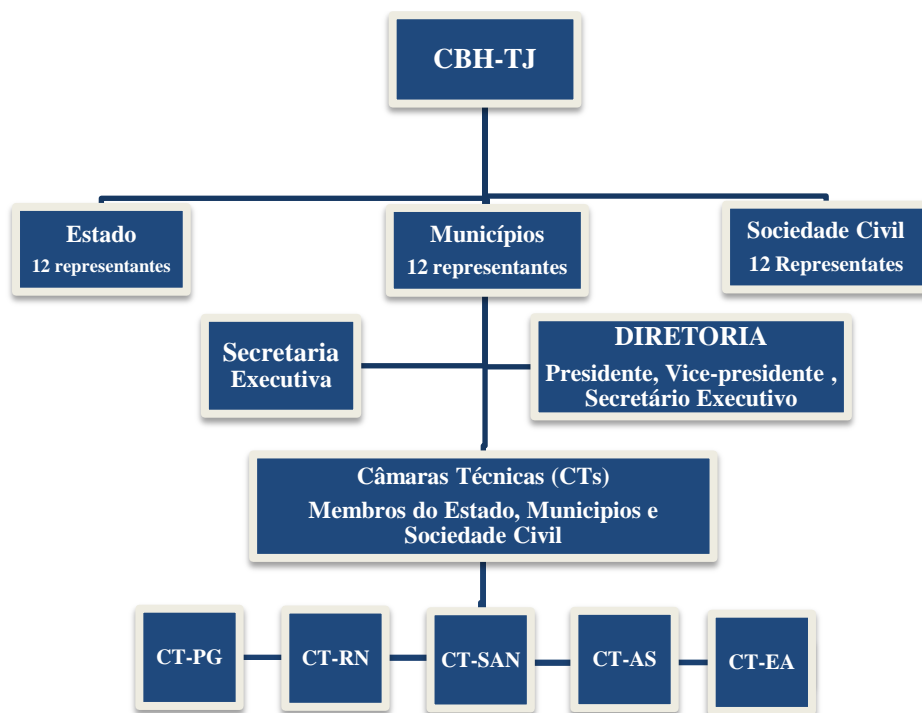 CBH-TJ
Estado
12 representantes
Municípios
12 representantes
Sociedade Civil
12 Representates
Secretaria
Executiva
DIRETORIA
Presidente, Vice-presidente ,
Secretário Executivo
Câmaras Técnicas (CTs)
Membros do Estado, Municipios e
Sociedade Civil
CT-PG
CT-RN
CT-SAN
CT-AS
CT-EA